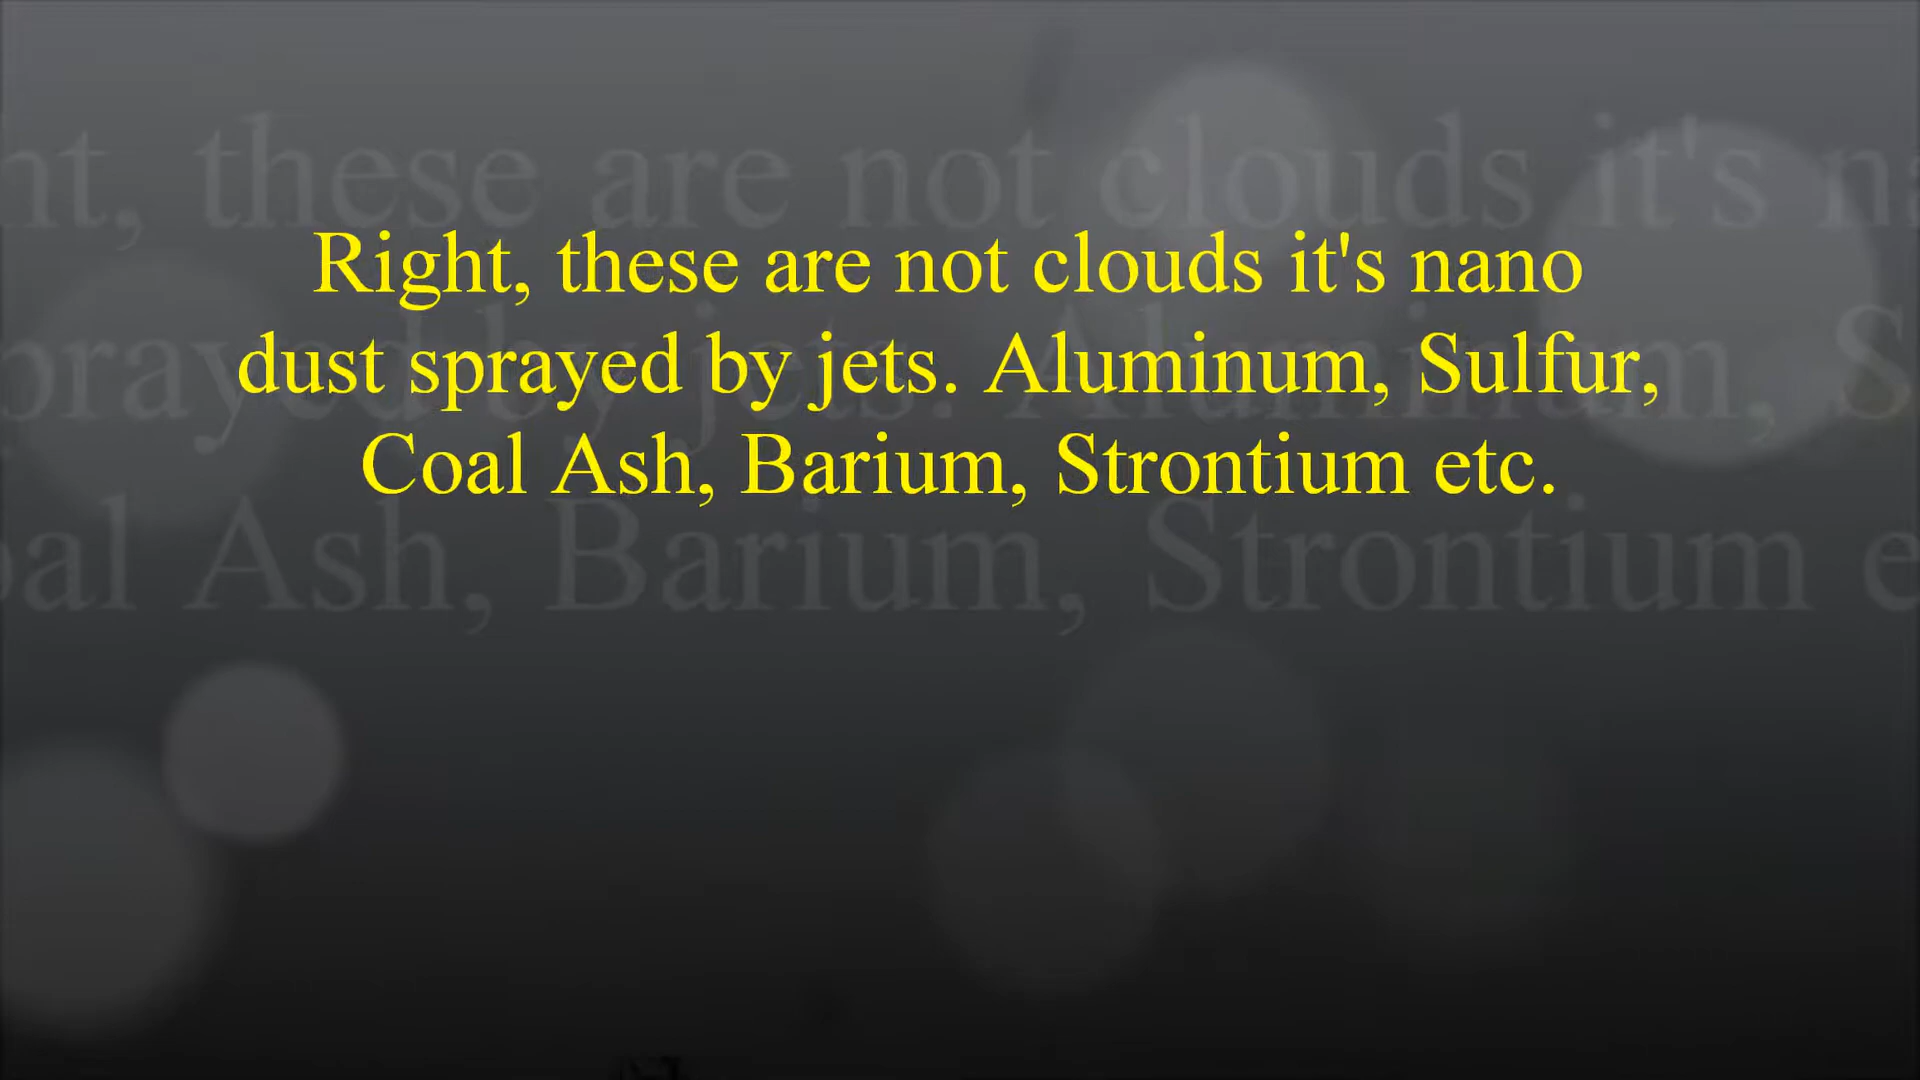 Right, these are not clouds it's nano
dust sprayed by jets. Aluminum, Sulfur,
Coal Ash, Barium, Strontium etc.